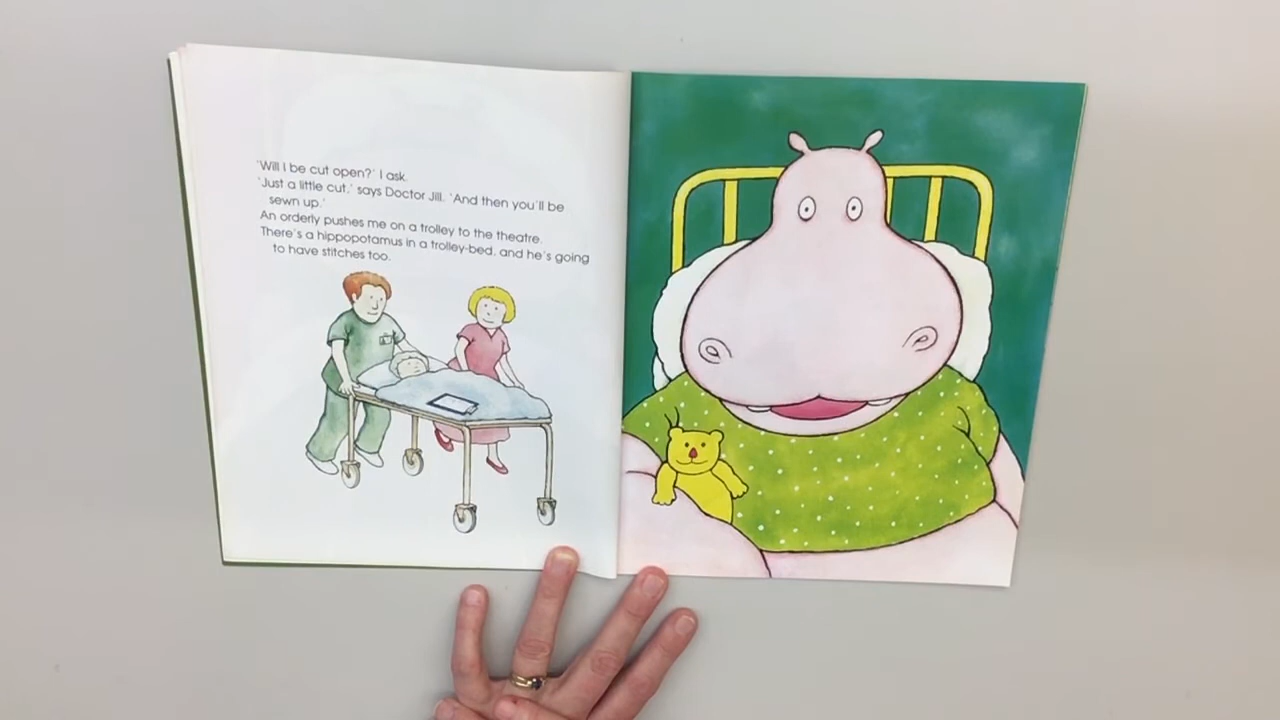 'Will I be cut open?' I ask.
'Just a little cut,' says Doctor Jill. 'And then you'll be
sewn up.'
An orderly pushes me on a trolley to the theatre.
There's a hippopotamus in a trolley-bed, and he's going
to have stitches too.